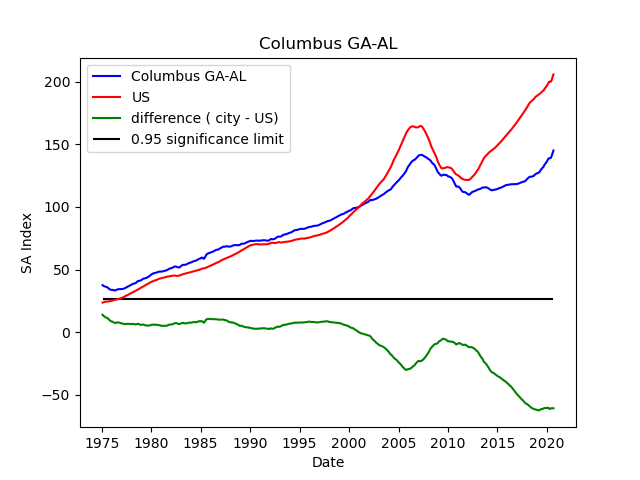 Columbus GA-AL
Columbus GA-AL
US
difference ( city - US)
0.95 significance limit
SA Index
200
150
100
50
0
−50
1975 1980 1985 1990 1995 2000 2005 2010 2015 2020
Date